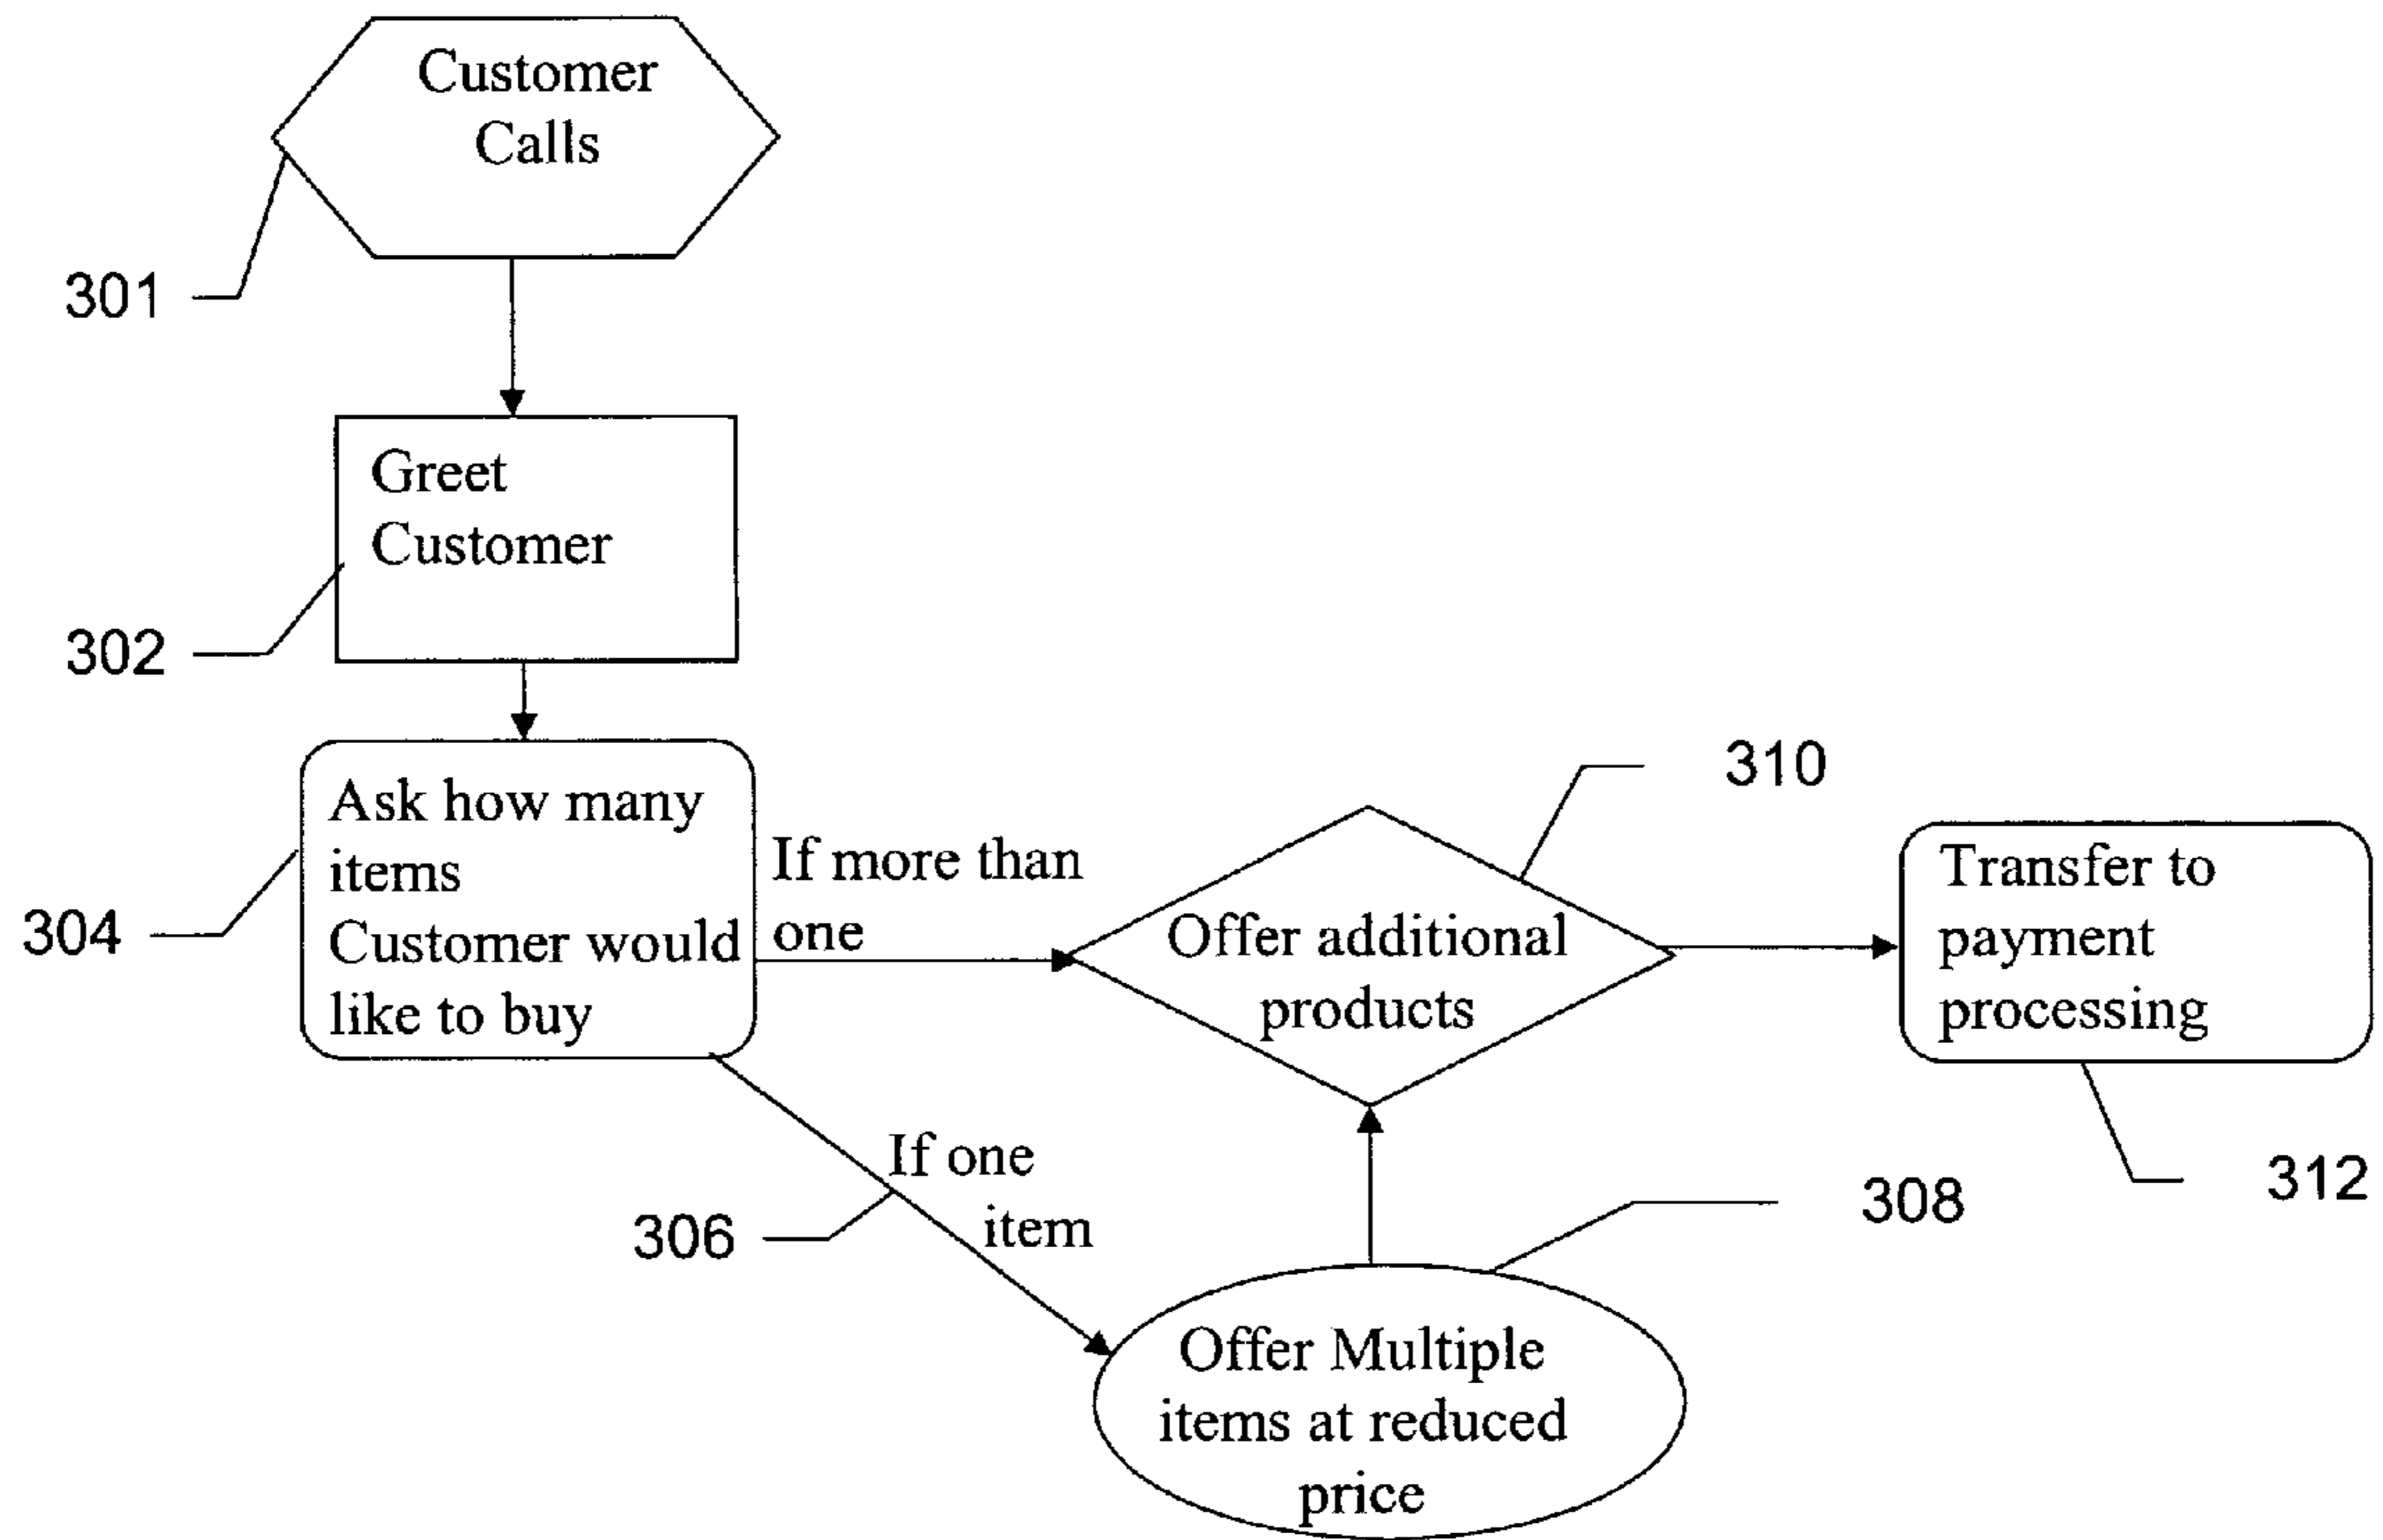 Customer
Calls
301
Greet
Customer
302
Ask how many
items
Customer would
like to buy
304
If more than
one
310
Offer additional
products
Transfer to
payment
processing
312
If one
item
306
308
Offer Multiple
items at reduced
price